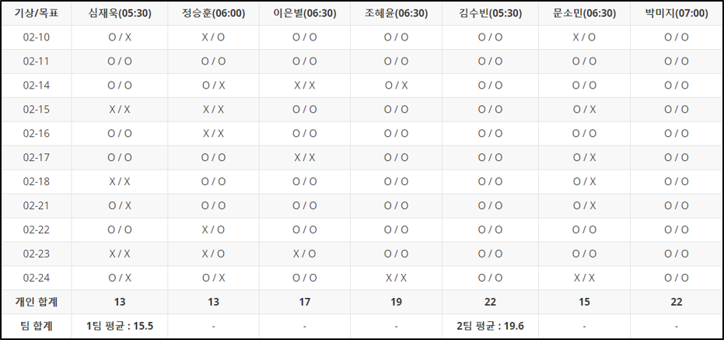 기상/목표 심재욱(05:30) 정승훈(06:00) 이은별(06:30) 조혜윤(06:30) 김수빈(05:30) 문소민(06:30) 박미지(07:00)
02-10 O / X X / O O / O O / O O / O X / O O / O
02-11 O / O O / O O / O O / O O / O O / O O / O
02-14 O / O O / X X / X O / X O / O O / O O / O
02-15 X / X X / X O / O O / O O / O O / X O / O
02-16 O / O X / X O / O O / O O / O O / O O / O
02-17 O / O O / O X / X O / O O / O O / X O / O
02-18 X / X O / O O / O O / O O / O O / X O / O
02-21 O / X O / O O / O O / O O / O O / X O / O
02-22 O / O X / O O / O O / O O / O O / O O / O
02-23 X / X X / O X / O O / O O / O O / O O / O
02-24 O / X O / X O / O X / X O / O X / X O / O
개인 합계 13 13 17 19 22 15 22
팀 합계 1팀 평균 : 15.5 - - - 2팀 평균 : 19.6 - -